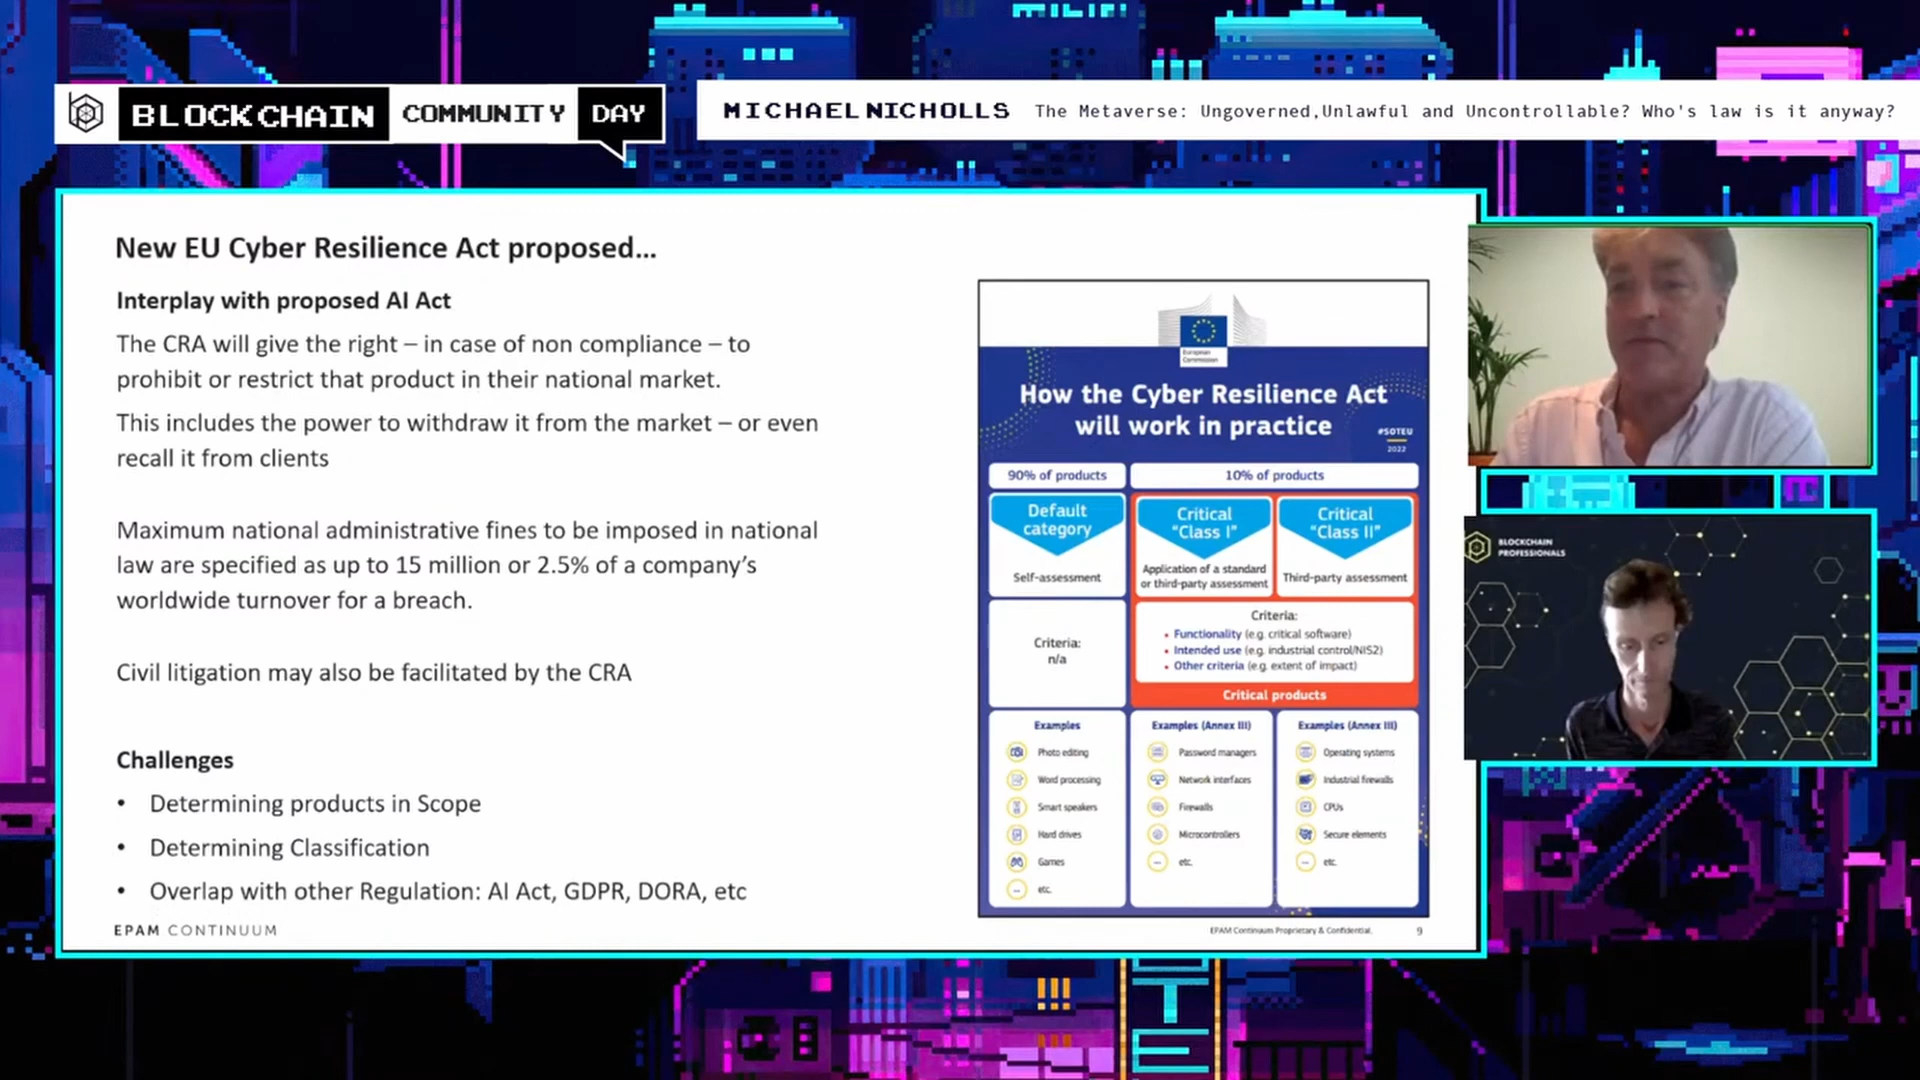 BLOCKCHAIN COMMUNITY DAY
MICHAEL NICHOLLS The Metaverse: Ungoverned,Unlawful and Uncontrollable? Who's law is it anyway?
New EU Cyber Resilience Act proposed...
Interplay with proposed AI Act
The CRA will give the right – in case of non compliance – to
prohibit or restrict that product in their national market.
This includes the power to withdraw it from the market – or even
recall it from clients
Maximum national administrative fines to be imposed in national
law are specified as up to 15 million or 2.5% of a company's
worldwide turnover for a breach.
Civil litigation may also be facilitated by the CRA
Challenges
• Determining products in Scope
• Determining Classification
• Overlap with other Regulation: AI Act, GDPR, DORA, etc
EPAM CONTINUUM
European
Commission
How the Cyber Resilience Act
will work in practice
#SOTEU
2022
90% of products 10% of products
Default
category
Self-assessment
Critical
"Class I"
Application of a standard
or third-party assessment
Critical
"Class II"
Third-party assessment
Criteria:
n/a
Criteria:
• Functionality (e.g. critical software)
• Intended use (e.g. industrial control/NIS2)
• Other criteria (e.g. extent of impact)
Critical products
Examples
Photo editing
Word processing
Smart speakers
Hard drives
Games
etc.
Examples (Annex III)
Password managers
Network interfaces
Firewalls
Microcontrollers
etc.
Examples (Annex III)
Operating systems
Industrial firewalls
CPUs
Secure elements
etc.
EPAM Continuum Proprietary & Confidential. 9
BLOCKCHAIN
PROFESSIONALS
!!!
T
E